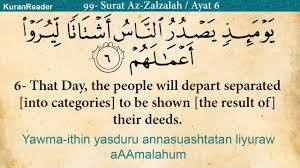 KuranReader
99- Surat Az-Zalzalah / Ayat 6
يَوْمَئِذٍ يَصْدُرُ النَّاسُ أَشْتَاتًا لِّيُرَوْا
أَعْمَالَهُمْ ٦
6- That Day, the people will depart separated
[into categories] to be shown [the result of]
their deeds.
Yawma-ithin yasduru annasuashtatan liyuraw
aAAmalahum